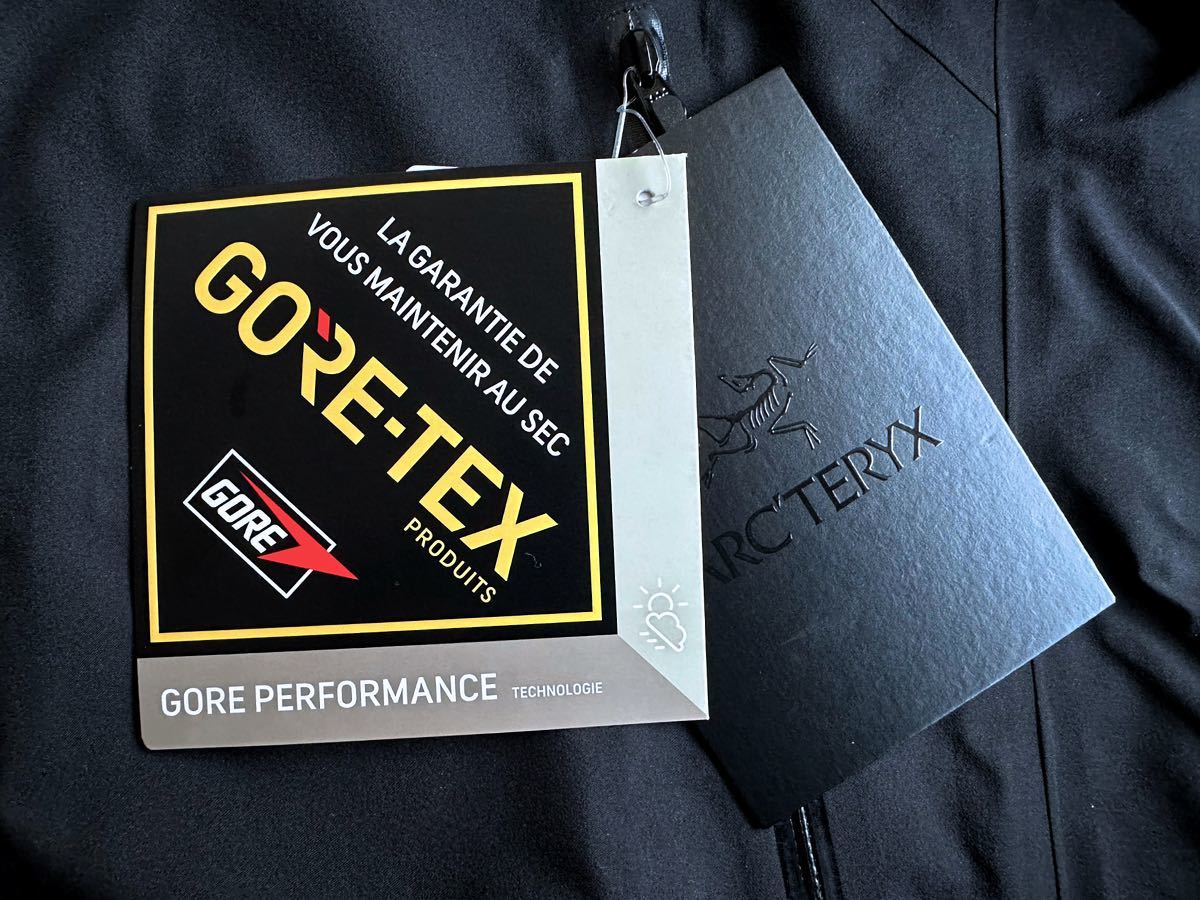 LA GARANTIE DE
VOUS MAINTENIR AU SEC
GORE-TEX
PRODUITS
GORE
GORE PERFORMANCE TECHNOLOGIE
ARC'TERYX